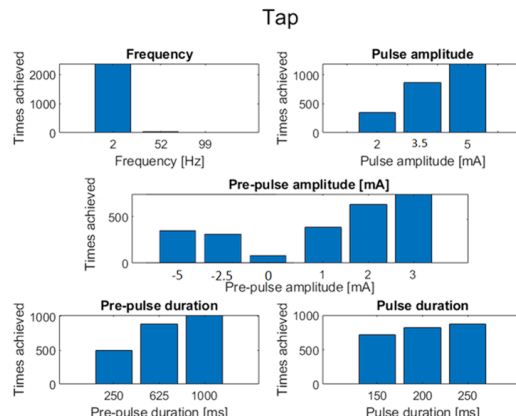 Tap
Frequency
Times achieved
2000
1000
0
2 52 99
Frequency [Hz]
Pulse amplitude
Times achieved
1000
500
0
2 3.5 5
Pulse amplitude [mA]
Pre-pulse amplitude [mA]
Times achieved
500
0
-5 -2.5 0 1 2 3
Pre-pulse amplitude [mA]
Pre-pulse duration
Times achieved
1000
500
0
250 625 1000
Pre-pulse duration [ms]
Pulse duration
Times achieved
1000
500
0
150 200 250
Pulse duration [ms]